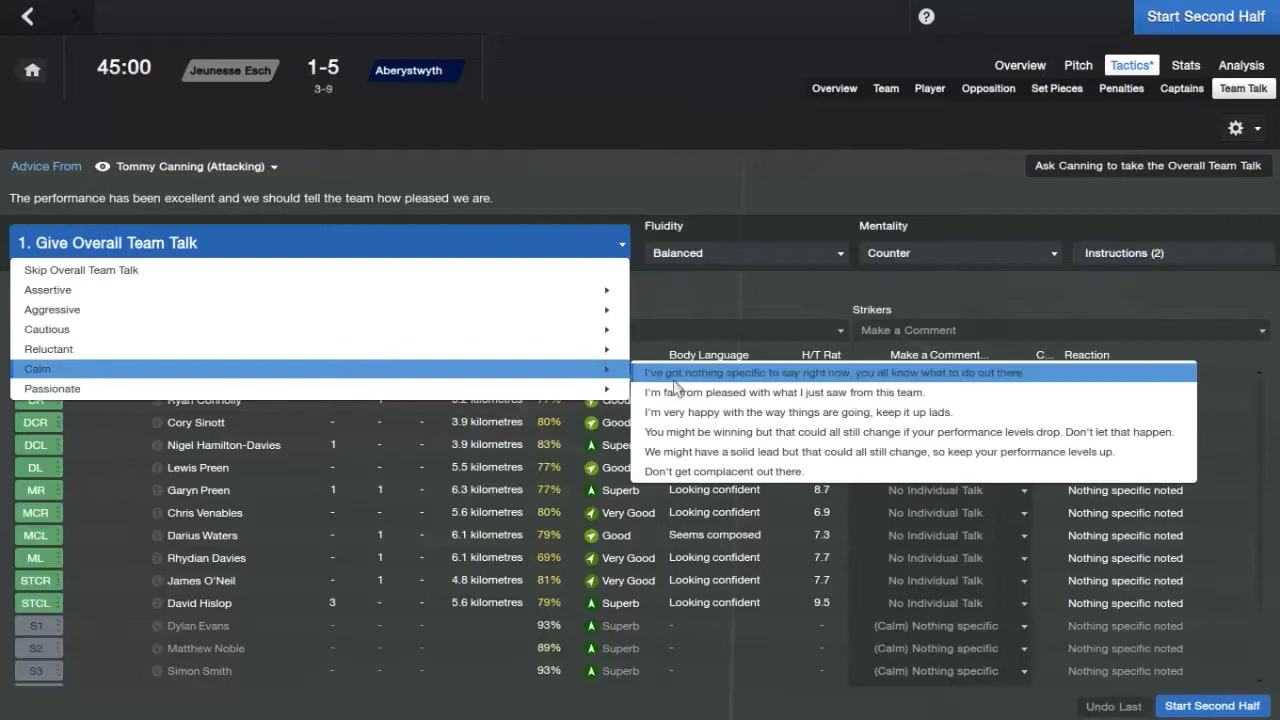 Start Second Half
45:00 Jeunesse Esch 1-5 Aberystwyth
3-9
Overview Pitch Tactics* Stats Analysis
Overview Team Player Opposition Set Pieces Penalties Captains Team Talk
Advice From Tommy Canning (Attacking) Ask Canning to take the Overall Team Talk
The performance has been excellent and we should tell the team how pleased we are.
1. Give Overall Team Talk
Fluidity Mentality
Balanced Counter Instructions (2)
Skip Overall Team Talk
Assertive
Aggressive
Cautious
Reluctant
Calm
Passionate
Strikers
Make a Comment
Body Language H/T Rat Make a Comment... C... Reaction
I've got nothing specific to say right now, you all know what to do out there.
I'm far from pleased with what I just saw from this team.
I'm very happy with the way things are going, keep it up lads.
You might be winning but that could all still change if your performance levels drop. Don't let that happen.
We might have a solid lead but that could all still change, so keep your performance levels up.
Don't get complacent out there.
DR Ryan Connolly - - - 5.2 kilometres 77% Good
DCR Cory Sinott - - - 3.9 kilometres 80% Good
DCL Nigel Hamilton-Davies 1 - - 3.9 kilometres 83% Super
DL Lewis Preen - - - 5.5 kilometres 77% Good
MR Garyn Preen 1 1 - 6.3 kilometres 77% Superb Looking confident 8.7 No Individual Talk Nothing specific noted
MCR Chris Venables - - - 5.6 kilometres 80% Very Good Looking confident 6.9 No Individual Talk Nothing specific noted
MCL Darius Waters - 1 - 6.1 kilometres 79% Good Seems composed 7.3 No Individual Talk Nothing specific noted
ML Rhydian Davies - 1 - 6.1 kilometres 69% Very Good Looking confident 7.7 No Individual Talk Nothing specific noted
STCR James O'Neil - 1 - 4.8 kilometres 81% Very Good Looking confident 7.7 No Individual Talk Nothing specific noted
STCL David Hislop 3 - - 5.6 kilometres 79% Superb Looking confident 9.5 No Individual Talk Nothing specific noted
S1 Dylan Evans 93% Superb - - (Calm) Nothing specific Nothing specific noted
S2 Matthew Noble 89% Superb - - (Calm) Nothing specific Nothing specific noted
S3 Simon Smith 93% Superb - - (Calm) Nothing specific Nothing specific noted
Undo Last Start Second Half